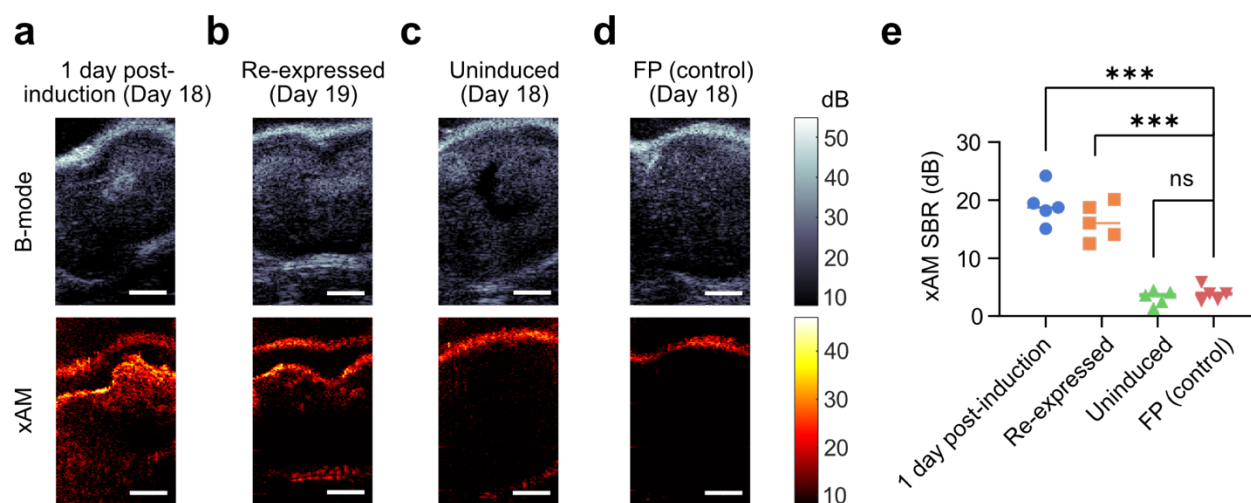 a
1 day post-
induction (Day 18)
b
Re-expressed
(Day 19)
c
Uninduced
(Day 18)
d
FP (control)
(Day 18)
B-mode
dB
50
40
30
20
10
xAM
40
30
20
10
e
***
***
ns
xAM SBR (dB)
30
20
10
0
1 day post-induction
Re-expressed
Uninduced
FP (control)